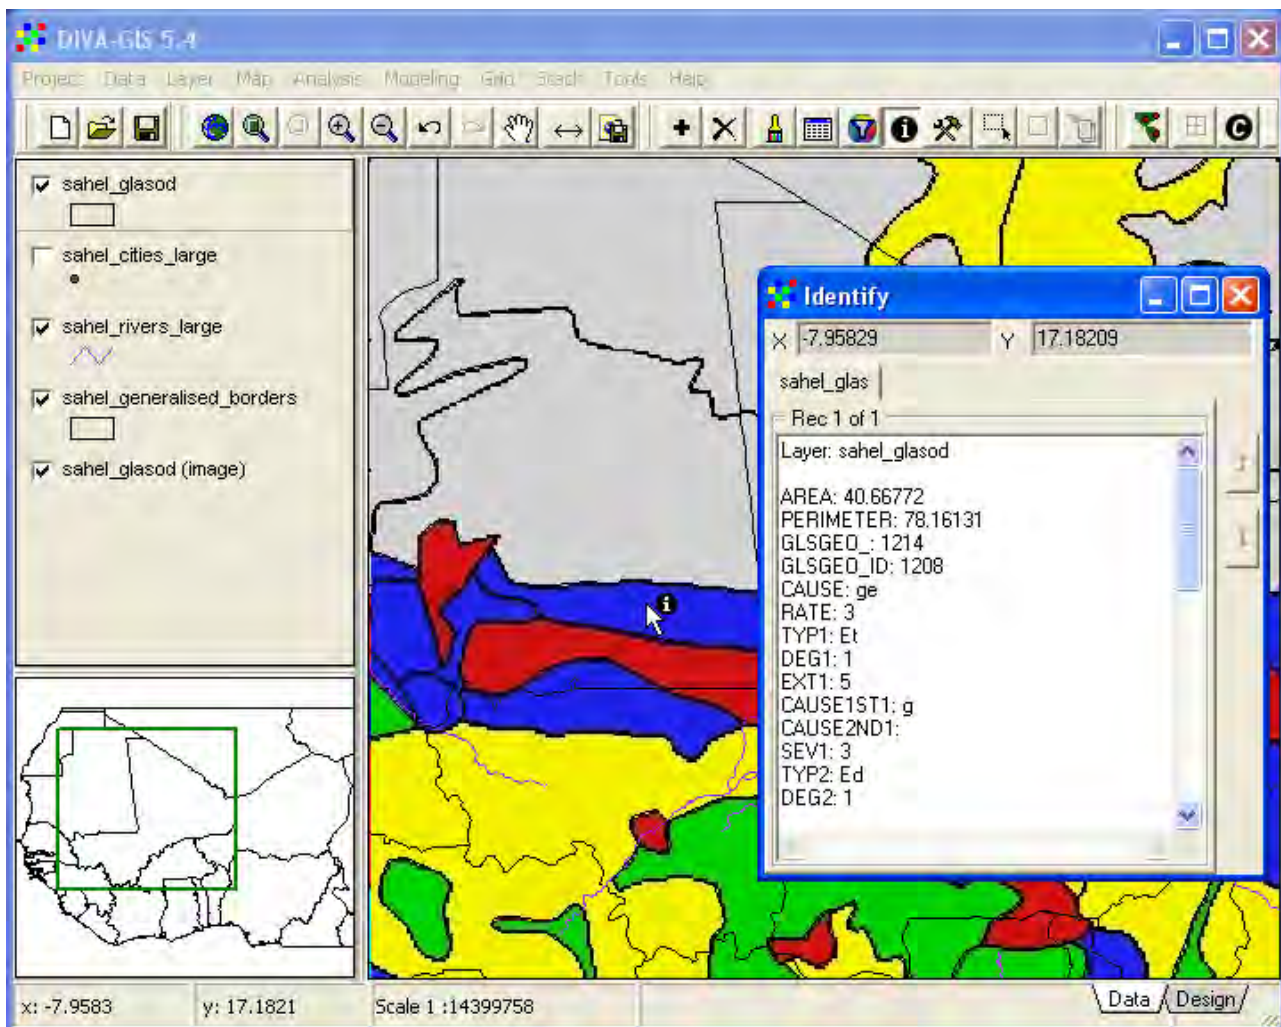 DIVA-GIS 5.4
Project Data Layer Map Analysis Modeling Grid Stack Tools Help
sahel_glasod
sahel_cities_large
sahel_rivers_large
sahel_generalised_borders
sahel_glasod (image)
Identify
X -7.95829 Y 17.18209
sahel_glas
Rec 1 of 1
Layer: sahel_glasod
AREA: 40.66772
PERIMETER: 78.16131
GLSGEO_: 1214
GLSGEO_ID: 1208
CAUSE: ge
RATE: 3
TYP1: Et
DEG1: 1
EXT1: 5
CAUSE1ST1: g
CAUSE2ND1:
SEV1: 3
TYP2: Ed
DEG2: 1
x: -7.9583 y: 17.1821 Scale 1 :14399758 Data Design